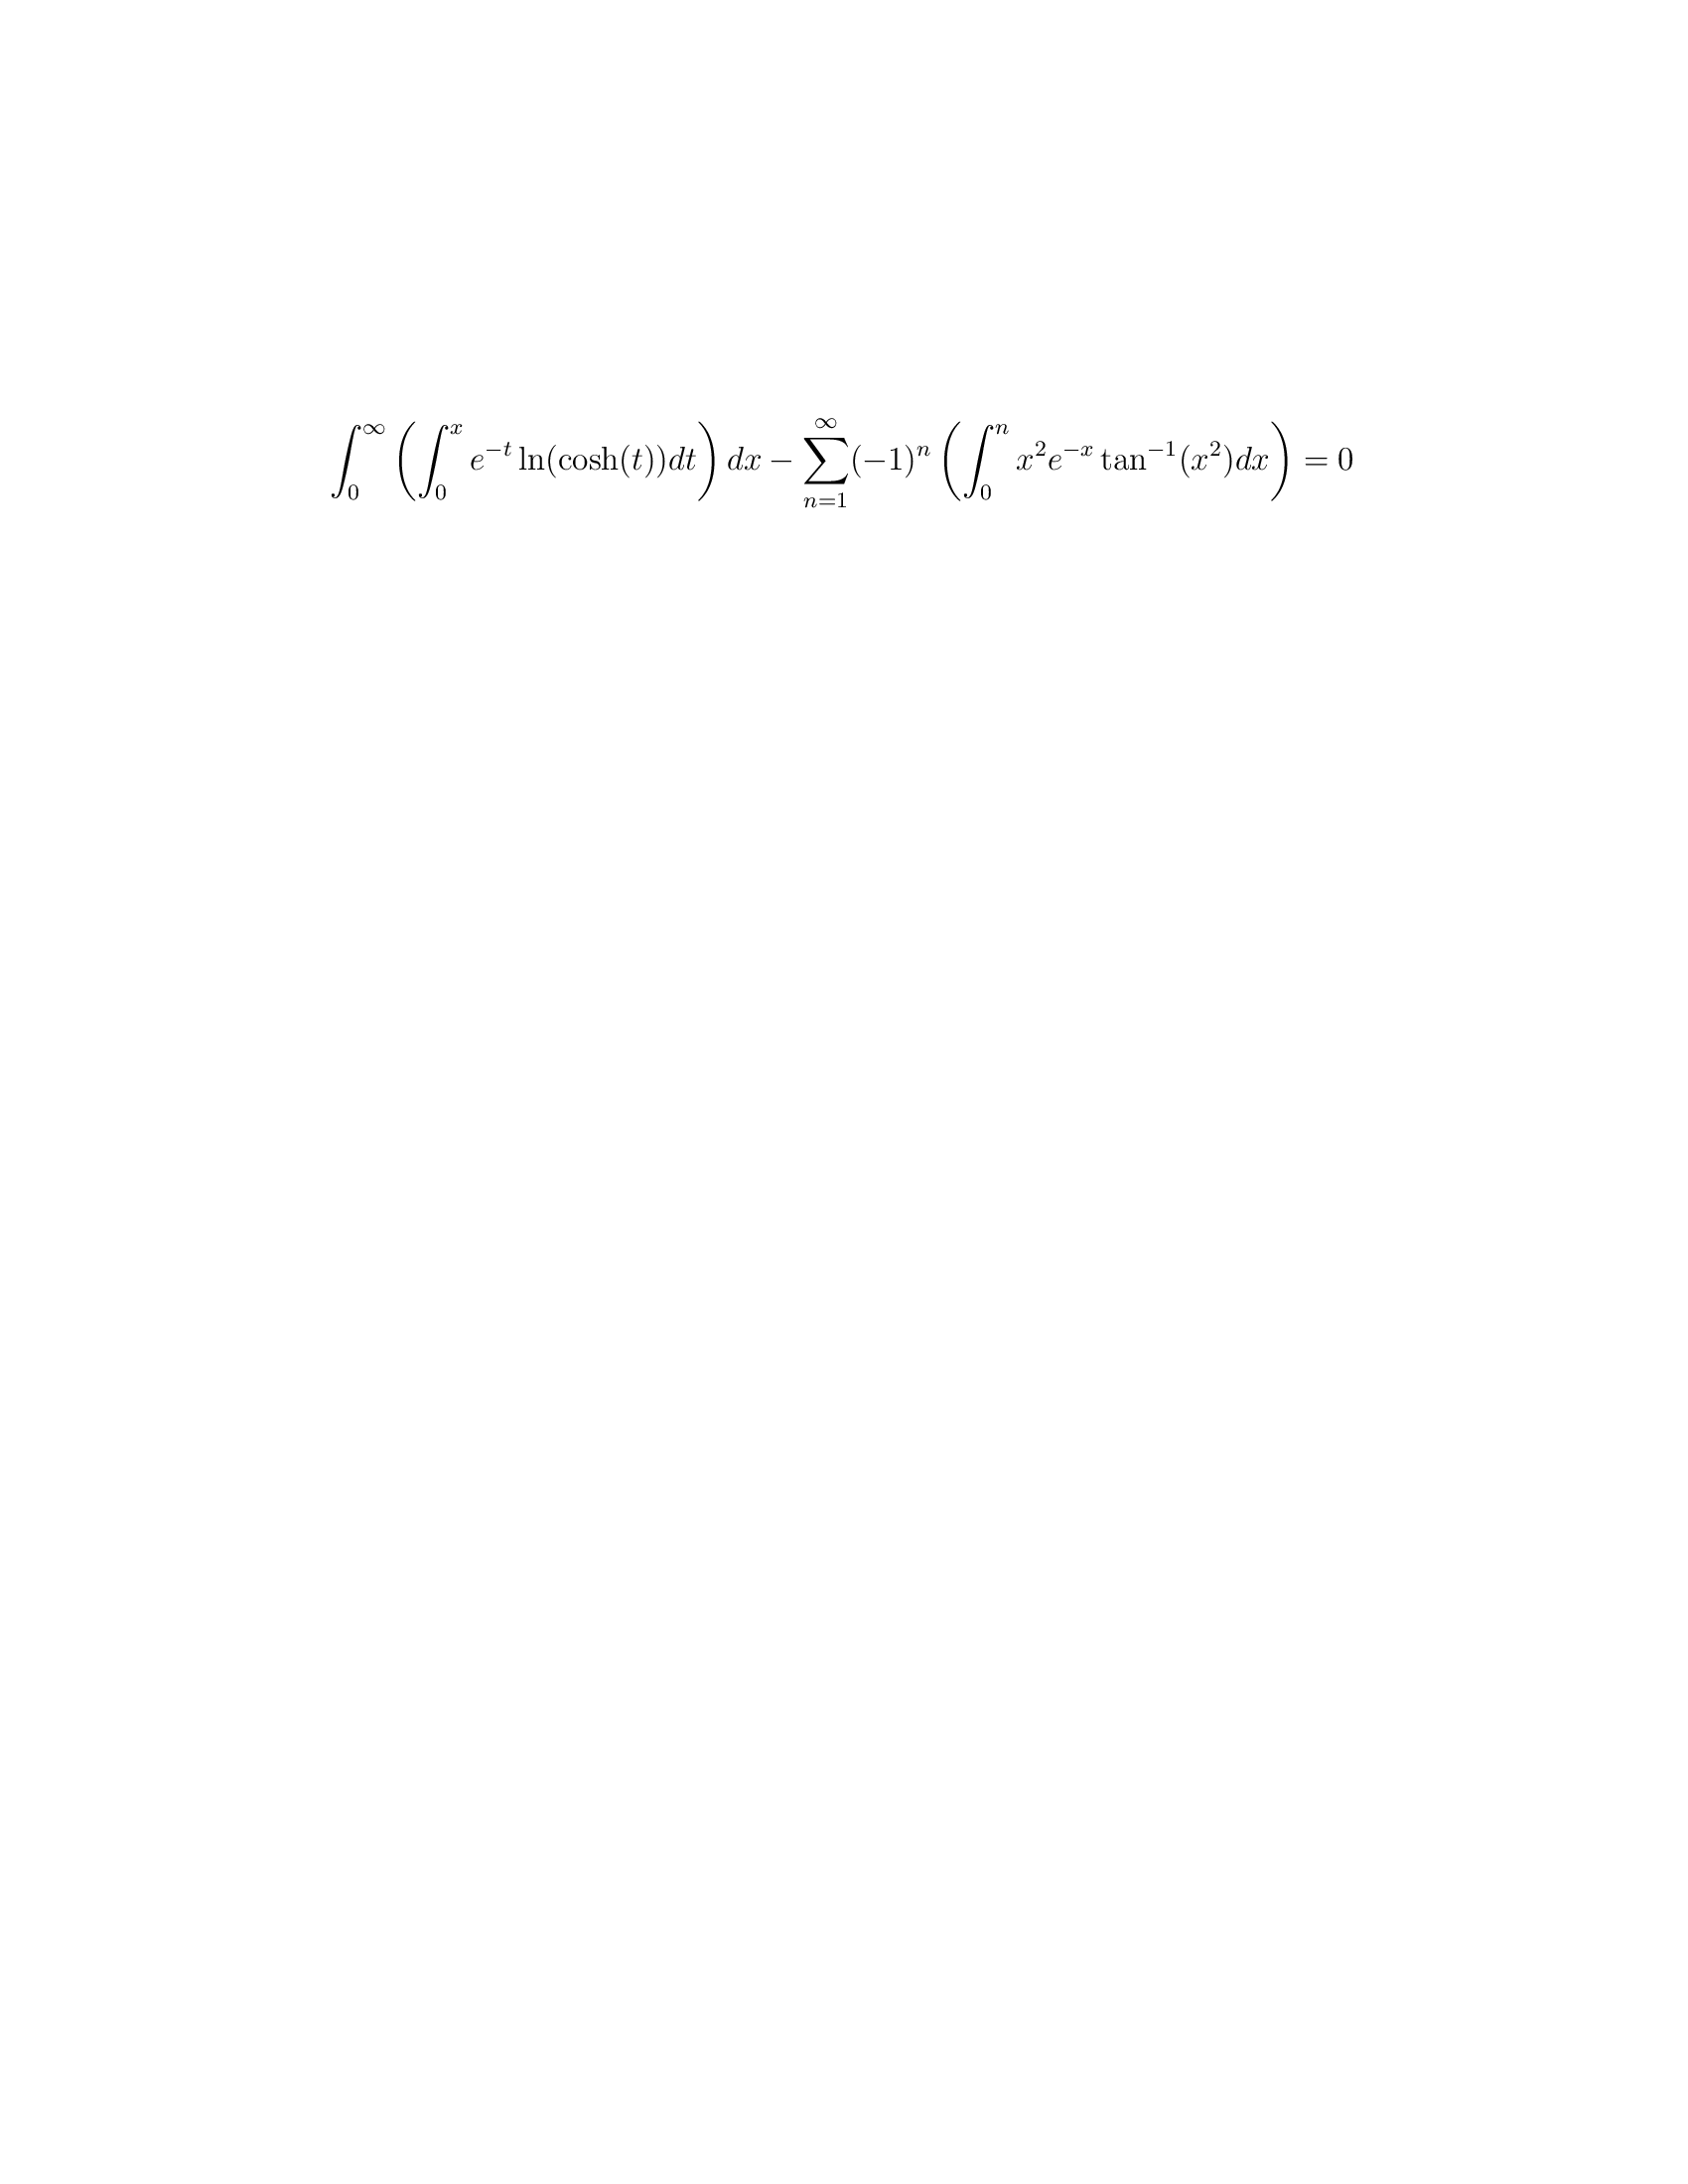 \int_0^\infty \left( \int_0^x e^{-t} \ln(\cosh(t)) dt \right) dx - \sum_{n=1}^\infty (-1)^n \left( \int_0^n x^2 e^{-x} \tan^{-1}(x^2) dx \right) = 0